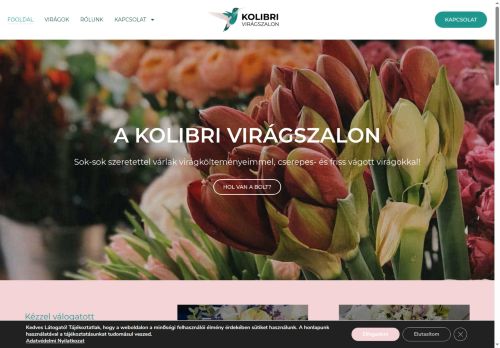 FŐOLDAL
VIRÁGOK
RÓLUNK
KAPCSOLAT
KOLIBRI
VIRÁGSZALON
KAPCSOLAT
A KOLIBRI VIRÁGSZALON
Sok-sok szeretettel várlak virágkölteményeimmel, cserepes- és friss vágott virágokkal!
HOL VAN A BOLT?
Kézzel válogatott
Kedves Látogató! Tájékoztatlak, hogy a weboldalon a minőségi felhasználói élmény érdekében sütiket használunk. A honlapunk
használatával a tájékoztatásunkat tudomásul veszed.
Adatvédelmi Nyilatkozat
Elfogadom
Elutasítom